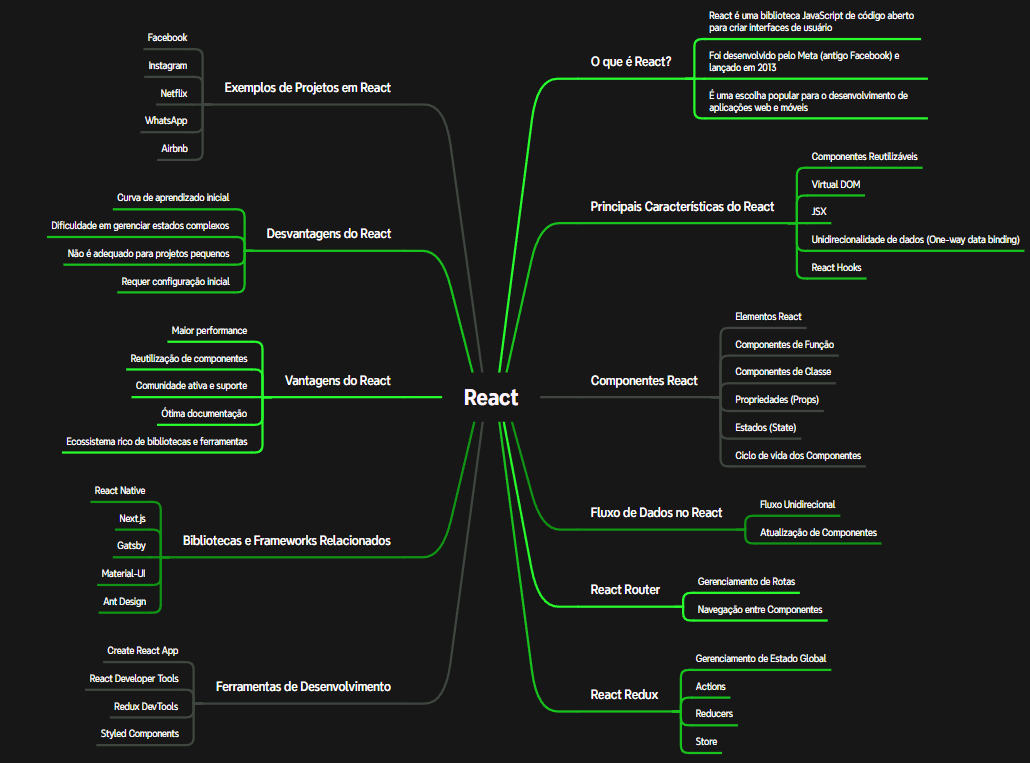 React
O que é React?
React é uma biblioteca JavaScript de código aberto
para criar interfaces de usuário
Foi desenvolvido pelo Meta (antigo Facebook) e
lançado em 2013
É uma escolha popular para o desenvolvimento de
aplicações web e móveis
Principais Características do React
Componentes Reutilizáveis
Virtual DOM
JSX
Unidirecionalidade de dados (One-way data binding)
React Hooks
Componentes React
Elementos React
Componentes de Função
Componentes de Classe
Propriedades (Props)
Estados (State)
Ciclo de vida dos Componentes
Fluxo de Dados no React
Fluxo Unidirecional
Atualização de Componentes
React Router
Gerenciamento de Rotas
Navegação entre Componentes
React Redux
Gerenciamento de Estado Global
Actions
Reducers
Store
Exemplos de Projetos em React
Facebook
Instagram
Netflix
WhatsApp
Airbnb
Desvantagens do React
Curva de aprendizado inicial
Dificuldade em gerenciar estados complexos
Não é adequado para projetos pequenos
Requer configuração inicial
Vantagens do React
Maior performance
Reutilização de componentes
Comunidade ativa e suporte
Ótima documentação
Ecossistema rico de bibliotecas e ferramentas
Bibliotecas e Frameworks Relacionados
React Native
Next.js
Gatsby
Material-UI
Ant Design
Ferramentas de Desenvolvimento
Create React App
React Developer Tools
Redux DevTools
Styled Components